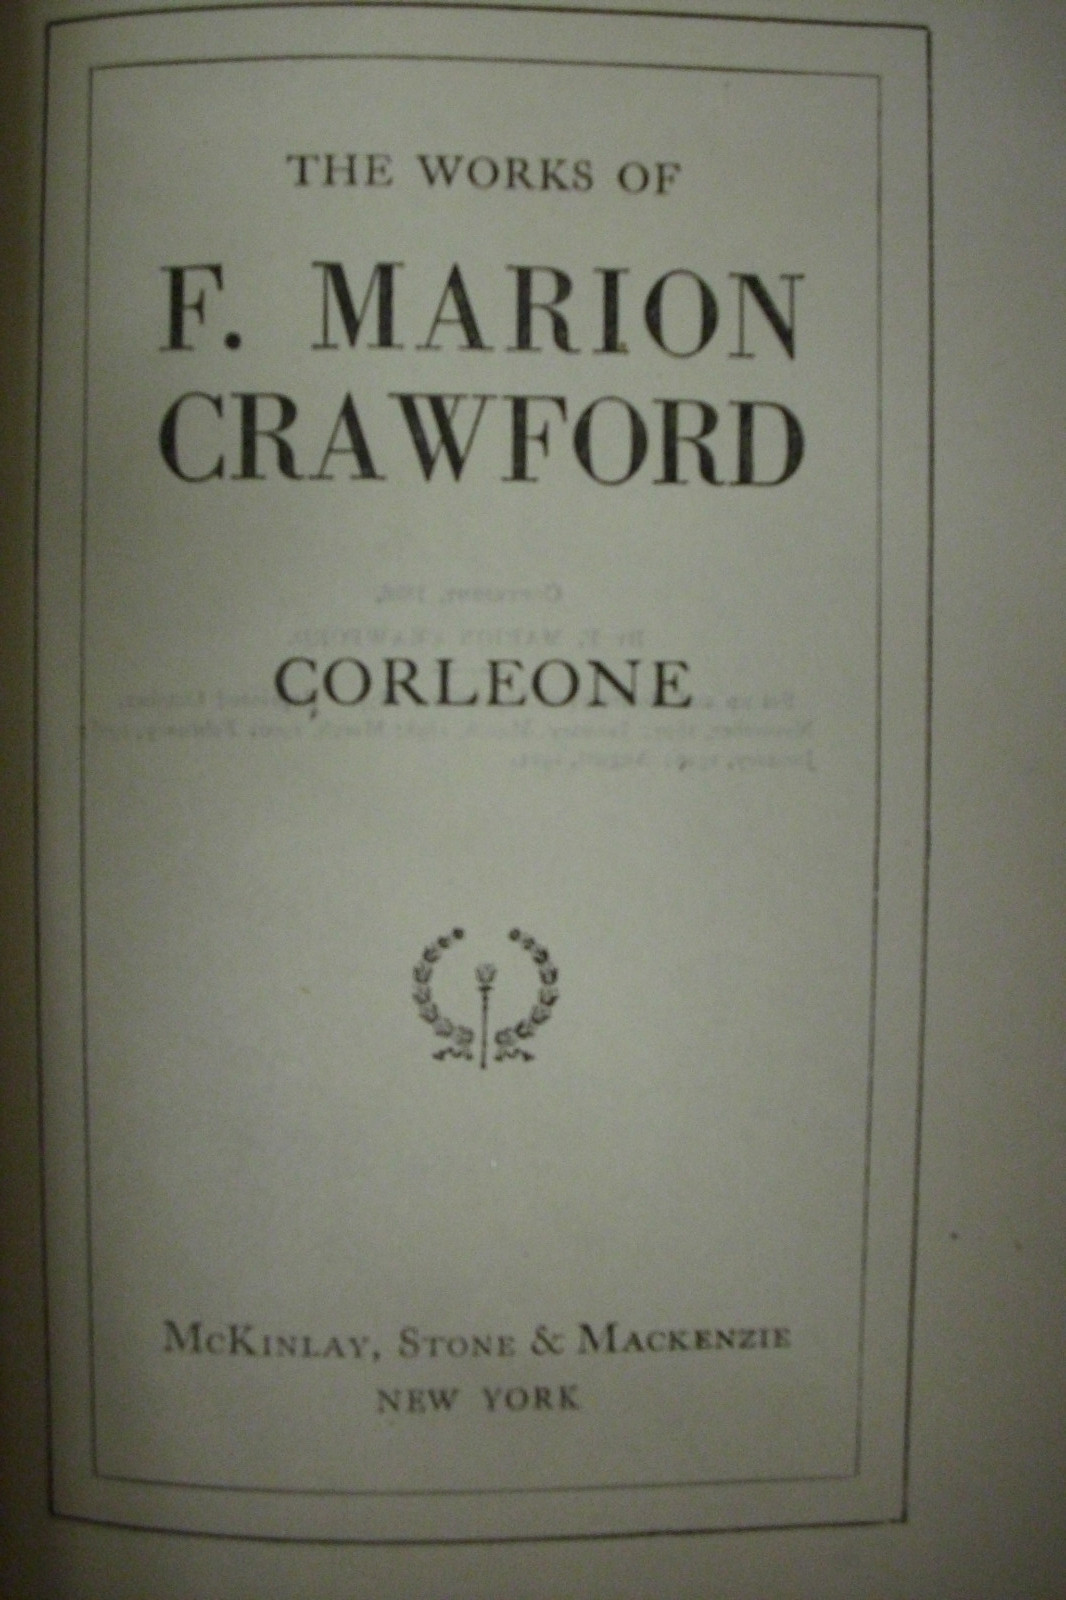 THE WORKS OF
F. MARION
CRAWFORD
CORLEONE
McKINLAY, STONE & MACKENZIE
NEW YORK